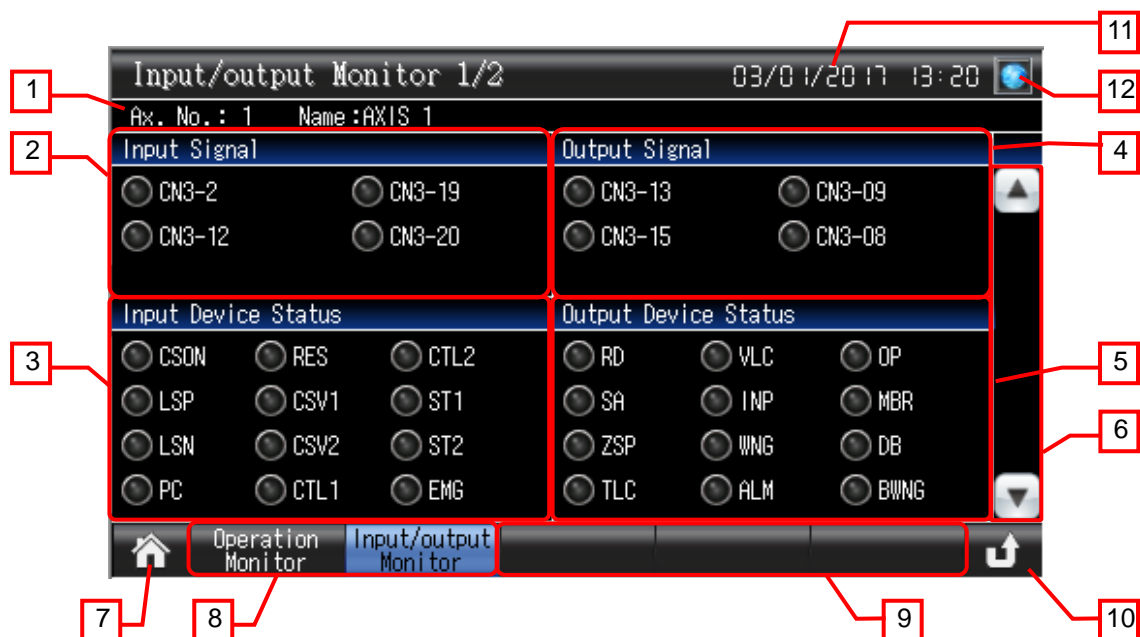 11
Input/output Monitor 1/2 03/01/2017 13:20
1 12
Ax. No.: 1 Name:AXIS 1
2 Input Signal Output Signal 4
CN3-2 CN3-19 CN3-13 CN3-09
CN3-12 CN3-20 CN3-15 CN3-08
Input Device Status Output Device Status
3 CSON RES CTL2 RD VLC OP 5
LSP CSV1 ST1 SA INP MBR
6
LSN CSV2 ST2 ZSP WNG DB
PC CTL1 EMG TLC ALM BWNG
Operation Input/output
Monitor Monitor
7 8 9 10